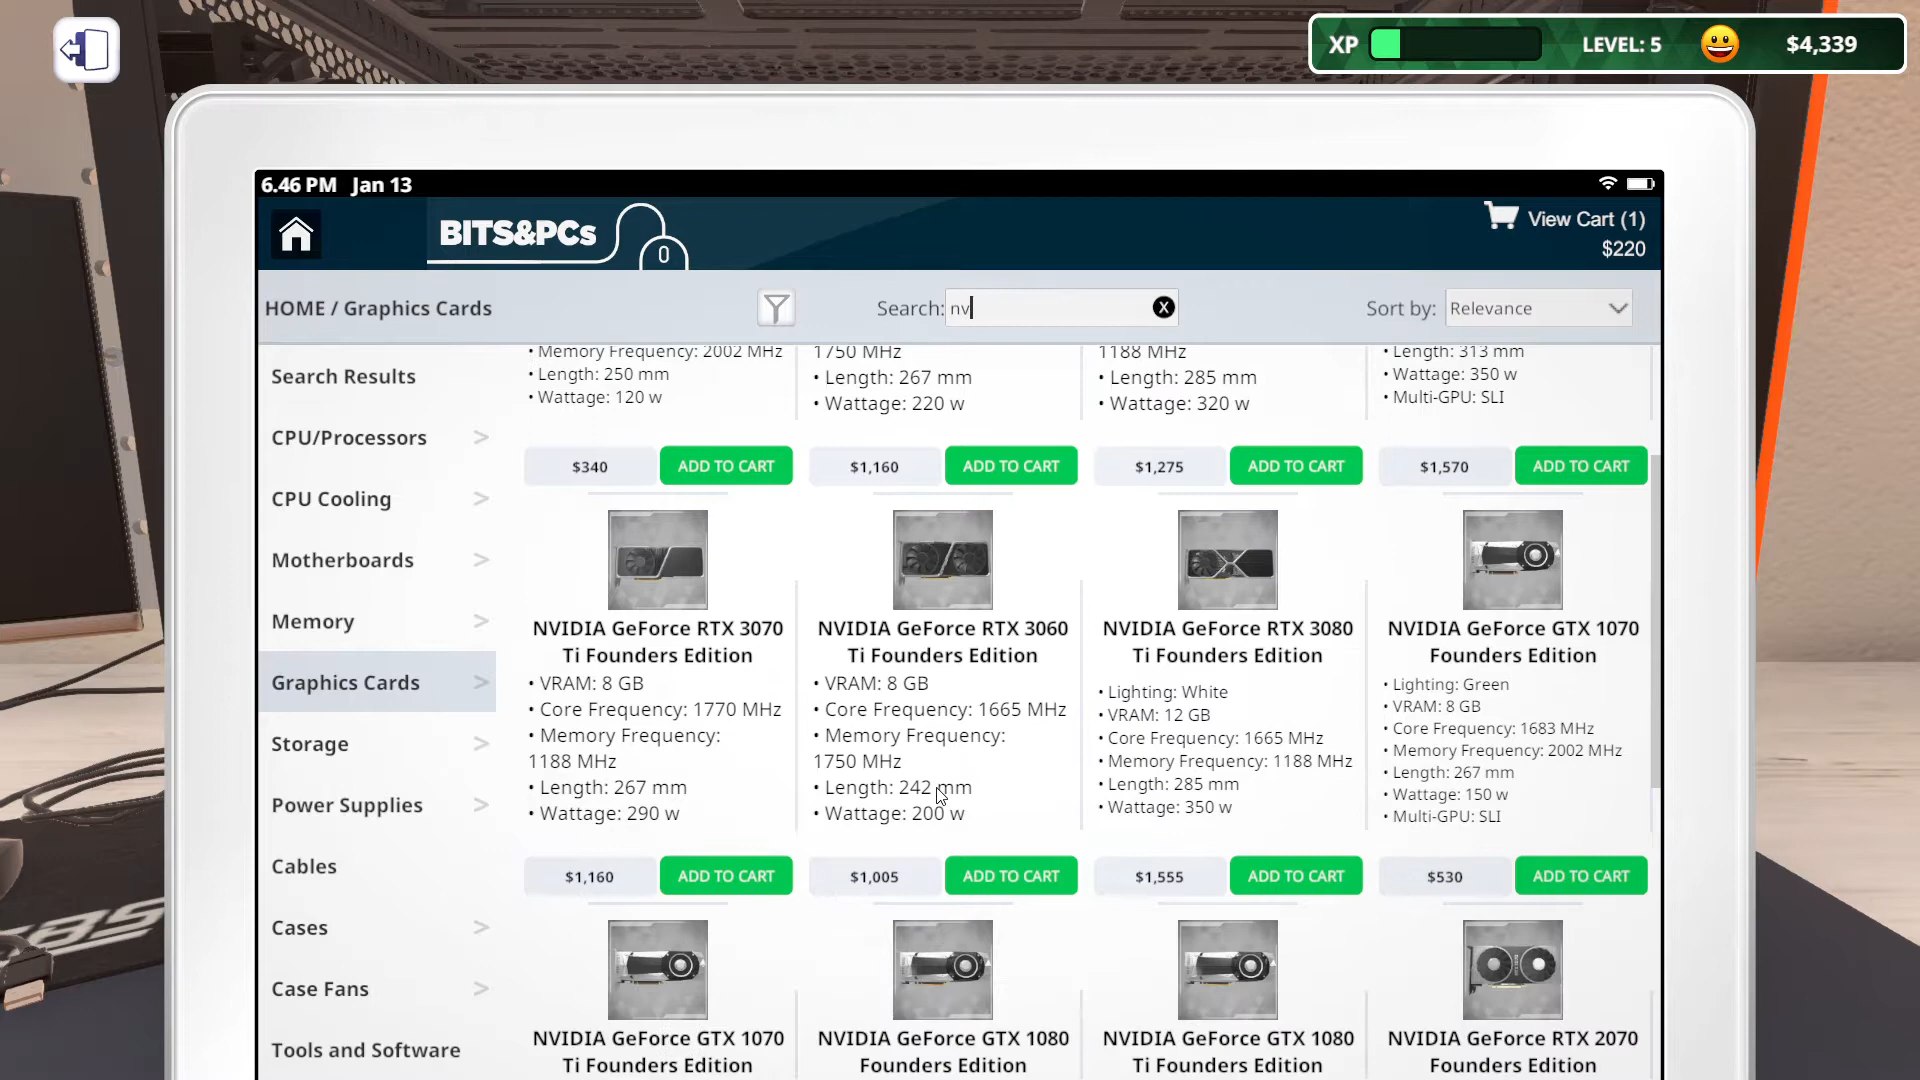 XP LEVEL: 5 $4,339
6.46 PM Jan 13
BITS&PCs
View Cart (1)
$220
HOME / Graphics Cards
Search: nv
X
Sort by: Relevance
Search Results
CPU/Processors >
CPU Cooling >
Motherboards >
Memory >
Graphics Cards >
Storage >
Power Supplies >
Cables
Cases >
Case Fans >
Tools and Software
• Memory Frequency: 2002 MHz
• Length: 250 mm
• Wattage: 120 w
$340 ADD TO CART
1750 MHz
• Length: 267 mm
• Wattage: 220 w
$1,160 ADD TO CART
1188 MHz
• Length: 285 mm
• Wattage: 320 w
$1,275 ADD TO CART
• Length: 313 mm
• Wattage: 350 w
• Multi-GPU: SLI
$1,570 ADD TO CART
NVIDIA GeForce RTX 3070
Ti Founders Edition
• VRAM: 8 GB
• Core Frequency: 1770 MHz
• Memory Frequency:
1188 MHz
• Length: 267 mm
• Wattage: 290 w
$1,160 ADD TO CART
NVIDIA GeForce RTX 3060
Ti Founders Edition
• VRAM: 8 GB
• Core Frequency: 1665 MHz
• Memory Frequency:
1750 MHz
• Length: 242 mm
• Wattage: 200 w
$1,005 ADD TO CART
NVIDIA GeForce RTX 3080
Ti Founders Edition
• Lighting: White
• VRAM: 12 GB
• Core Frequency: 1665 MHz
• Memory Frequency: 1188 MHz
• Length: 285 mm
• Wattage: 350 w
$1,555 ADD TO CART
NVIDIA GeForce GTX 1070
Founders Edition
• Lighting: Green
• VRAM: 8 GB
• Core Frequency: 1683 MHz
• Memory Frequency: 2002 MHz
• Length: 267 mm
• Wattage: 150 w
• Multi-GPU: SLI
$530 ADD TO CART
NVIDIA GeForce GTX 1070
Ti Founders Edition
NVIDIA GeForce GTX 1080
Founders Edition
NVIDIA GeForce GTX 1080
Ti Founders Edition
NVIDIA GeForce RTX 2070
Founders Edition